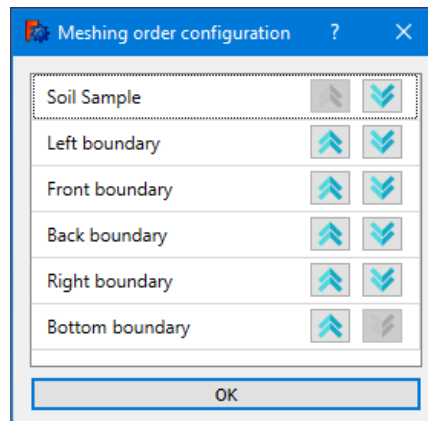 Meshing order configuration ?
Soil Sample
Left boundary
Front boundary
Back boundary
Right boundary
Bottom boundary
OK